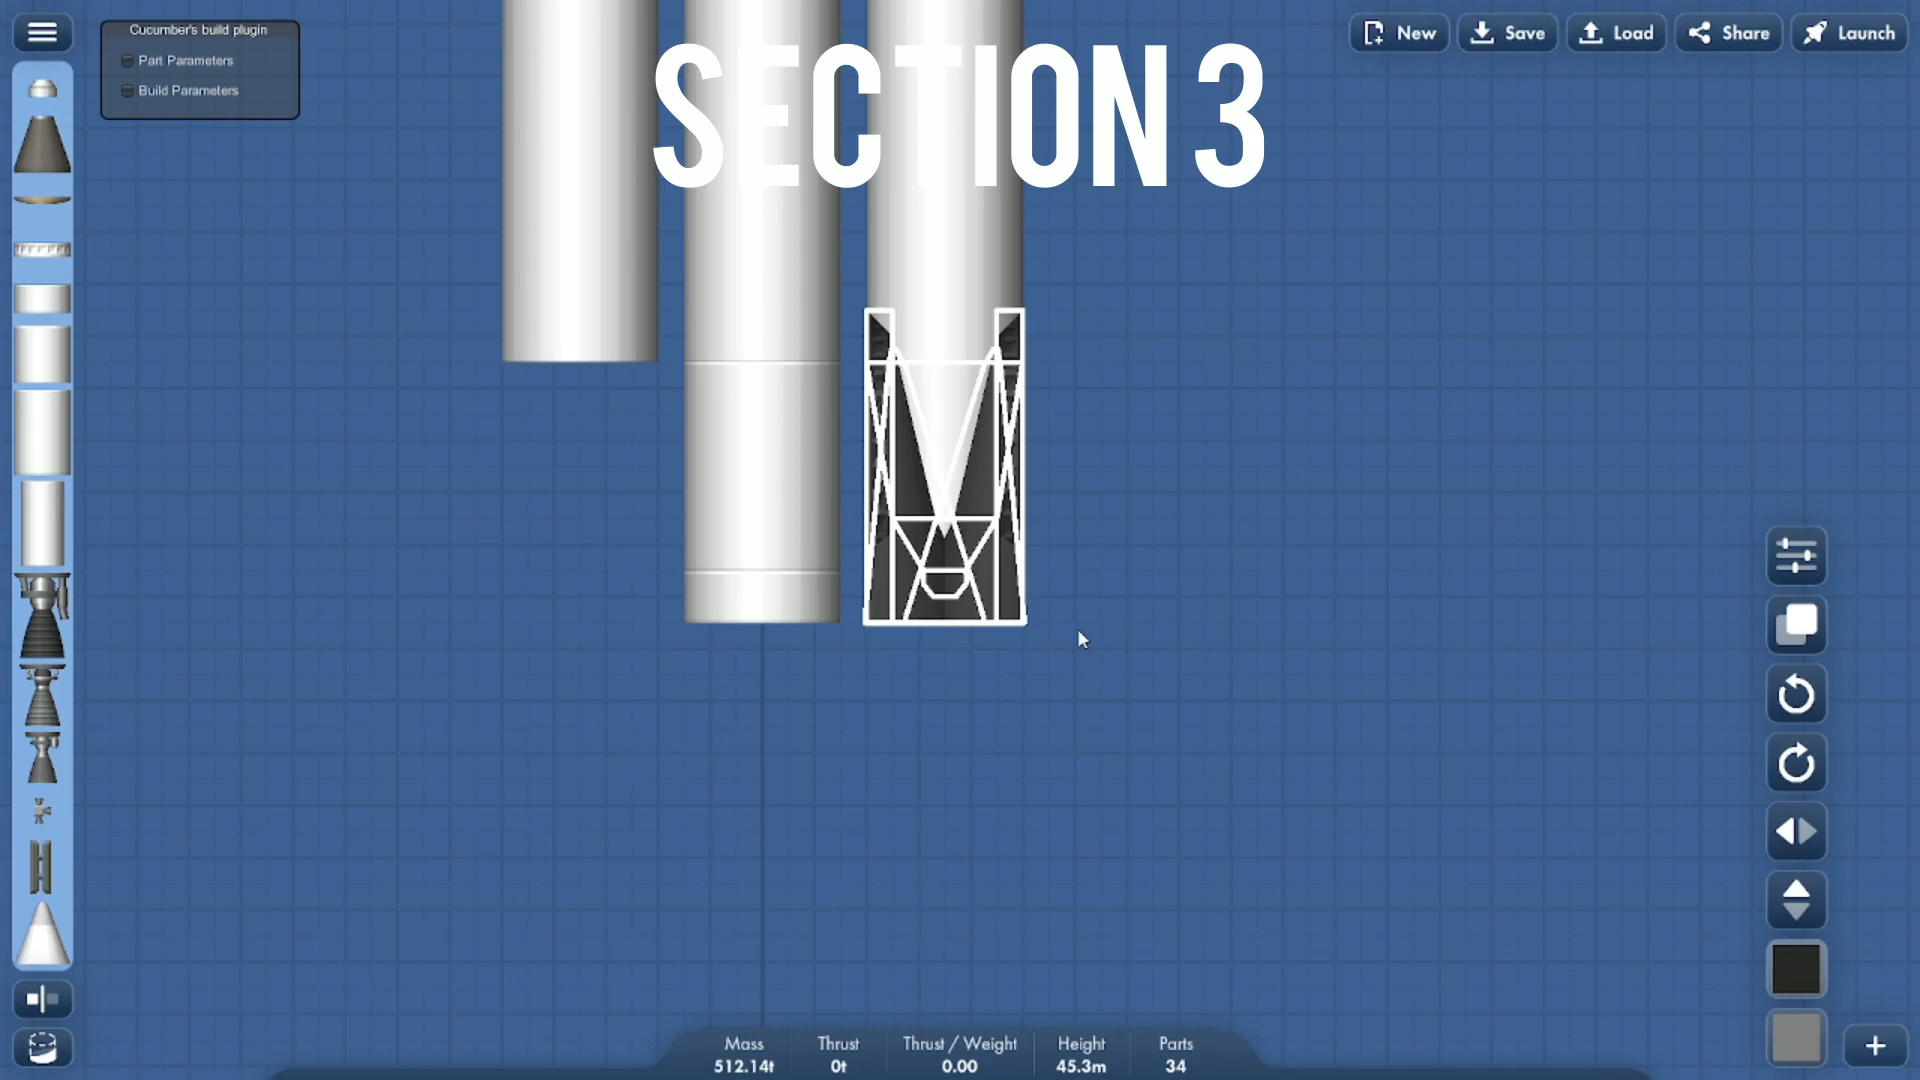 Cucumber's build plugin
Part Parameters
Build Parameters
New
Save
Load
Share
Launch
SECTION 3
Mass
512.14t
Thrust
0t
Thrust / Weight
0.00
Height
45.3m
Parts
34